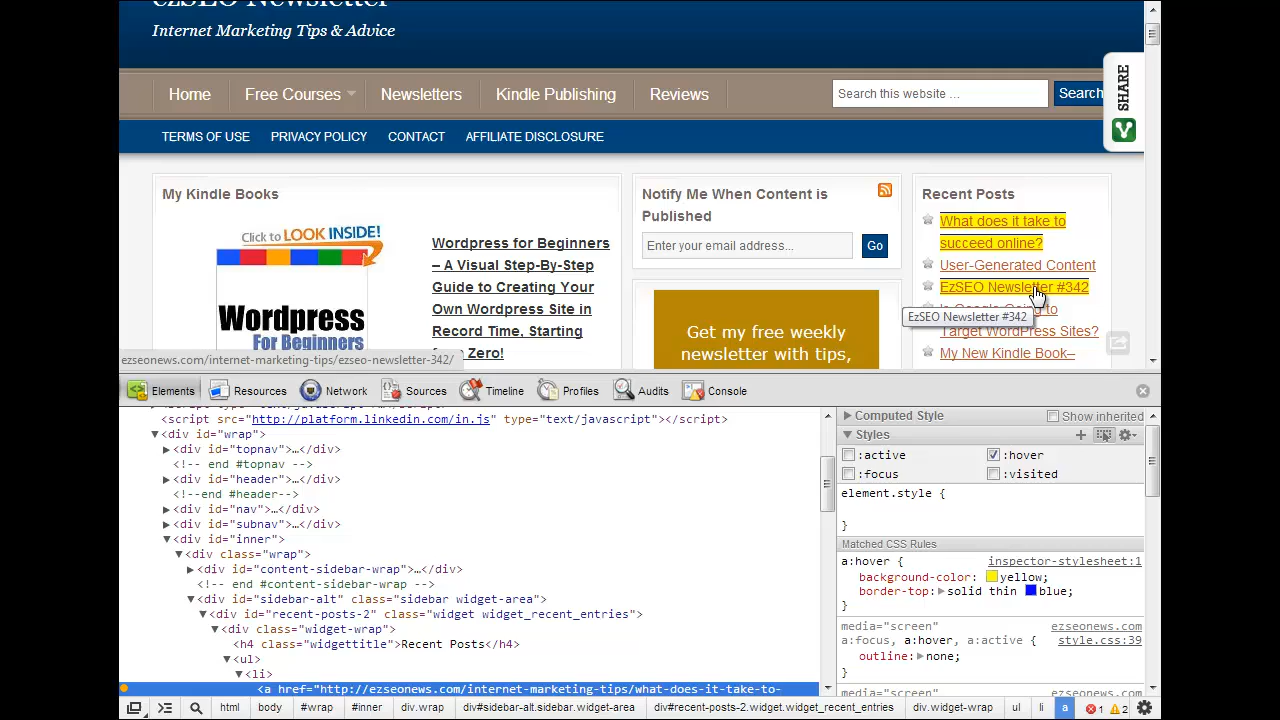 ezSEO Newsletter
Internet Marketing Tips & Advice
SHARE
Home
Free Courses
Newsletters
Kindle Publishing
Reviews
Search this website ...
Search
TERMS OF USE
PRIVACY POLICY
CONTACT
AFFILIATE DISCLOSURE
My Kindle Books
Click to LOOK INSIDE!
Wordpress
For Beginners
Wordpress for Beginners
– A Visual Step-By-Step
Guide to Creating Your
Own Wordpress Site in
Record Time, Starting
Zero!
Notify Me When Content is
Published
Enter your email address...
Go
Get my free weekly
newsletter with tips,
Recent Posts
What does it take to
succeed online?
User-Generated Content
EzSEO Newsletter #342
Is Google Going to
Target WordPress Sites?
My New Kindle Book–
EzSEO Newsletter #342
ezseonews.com/internet-marketing-tips/ezseo-newsletter-342/
Elements
Resources
Network
Sources
Timeline
Profiles
Audits
Console
<script src="http://platform.linkedin.com/in.js" type="text/javascript"></script>
▼<div id="wrap">
▶<div id="topnav">…</div>
<!-- end #topnav -->
▶<div id="header">…</div>
<!--end #header-->
▶<div id="nav">…</div>
▶<div id="subnav">…</div>
▼<div id="inner">
▼<div class="wrap">
▶<div id="content-sidebar-wrap">…</div>
<!-- end #content-sidebar-wrap -->
▼<div id="sidebar-alt" class="sidebar widget-area">
▼<div id="recent-posts-2" class="widget widget_recent_entries">
▼<div class="widget-wrap">
<h4 class="widgettitle">Recent Posts</h4>
▼<ul>
▼<li>
<a href="http://ezseonews.com/internet-marketing-tips/what-does-it-take-to-
▶ Computed Style
Show inherited
▼ Styles
:active
:hover
:focus
:visited
element.style {
}
Matched CSS Rules
a:hover {
inspector-stylesheet:1
background-color: yellow;
border-top:▶solid thin blue;
}
media="screen"
ezseonews.com
a:focus, a:hover, a:active {
style.css:39
outline:▶none;
}
media="screen"
ezseonews.com
html
body
#wrap
#inner
div.wrap
div#sidebar-alt.sidebar.widget-area
div#recent-posts-2.widget.widget_recent_entries
div.widget-wrap
ul
li
a
1
2